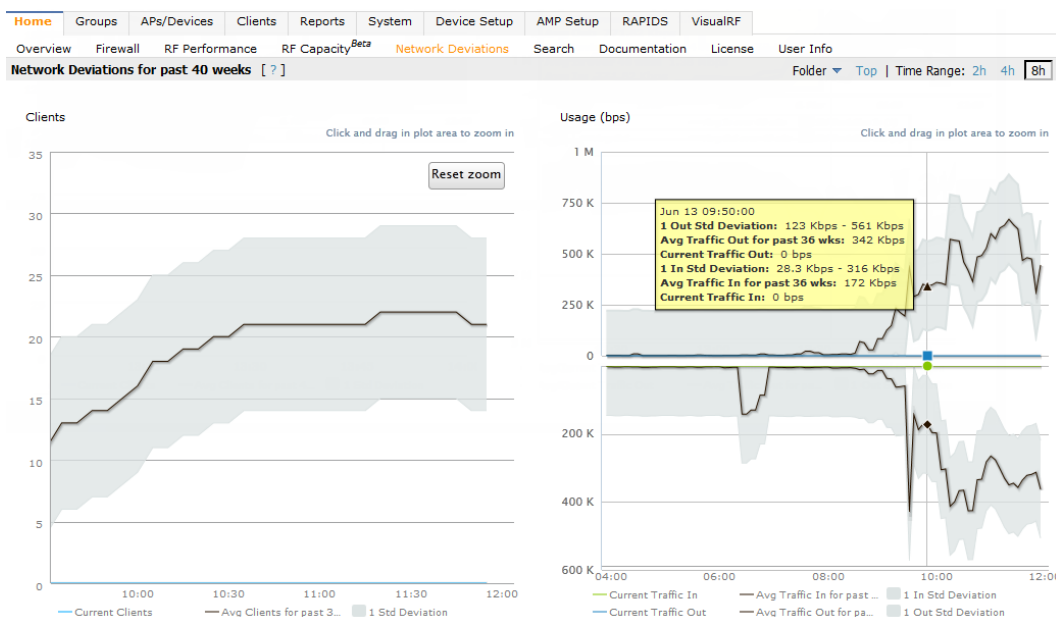 Home Groups APs/Devices Clients Reports System Device Setup AMP Setup RAPIDS VisualRF
Overview Firewall RF Performance RF Capacity Beta Network Deviations Search Documentation License User Info
Network Deviations for past 40 weeks [ ? ] Folder Top | Time Range: 2h 4h 8h
Clients
Click and drag in plot area to zoom in
Reset zoom
35
30
25
20
15
10
5
0
10:00 10:30 11:00 11:30 12:00
Current Clients Avg Clients for past 3... 1 Std Deviation
Usage (bps)
Click and drag in plot area to zoom in
1 M
750 K
500 K
250 K
0
200 K
400 K
600 K
Jun 13 09:50:00
1 Out Std Deviation: 123 Kbps - 561 Kbps
Avg Traffic Out for past 36 wks: 342 Kbps
Current Traffic Out: 0 bps
1 In Std Deviation: 28.3 Kbps - 316 Kbps
Avg Traffic In for past 36 wks: 172 Kbps
Current Traffic In: 0 bps
04:00 06:00 08:00 10:00 12:00
Current Traffic In Avg Traffic In for past ... 1 In Std Deviation
Current Traffic Out Avg Traffic Out for pa... 1 Out Std Deviation